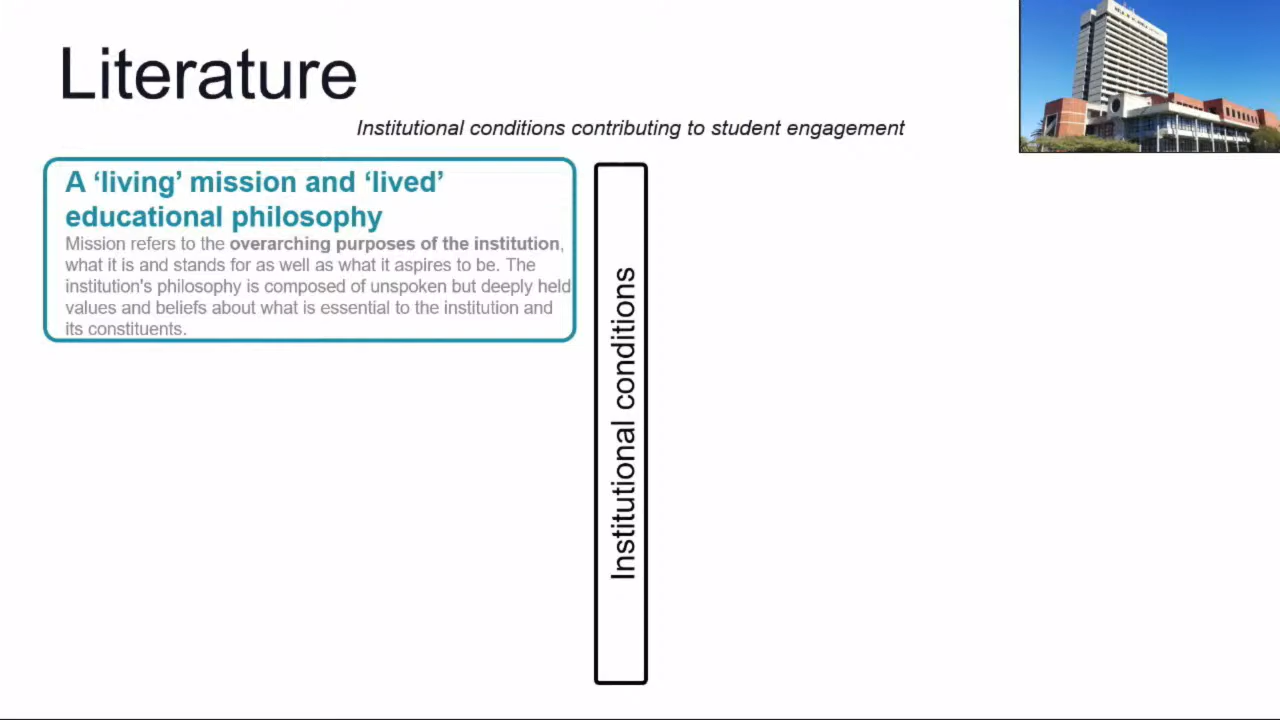 Literature
Institutional conditions contributing to student engagement
A ‘living’ mission and ‘lived’
educational philosophy
Mission refers to the overarching purposes of the institution,
what it is and stands for as well as what it aspires to be. The
institution's philosophy is composed of unspoken but deeply held
values and beliefs about what is essential to the institution and
its constituents.
Institutional conditions